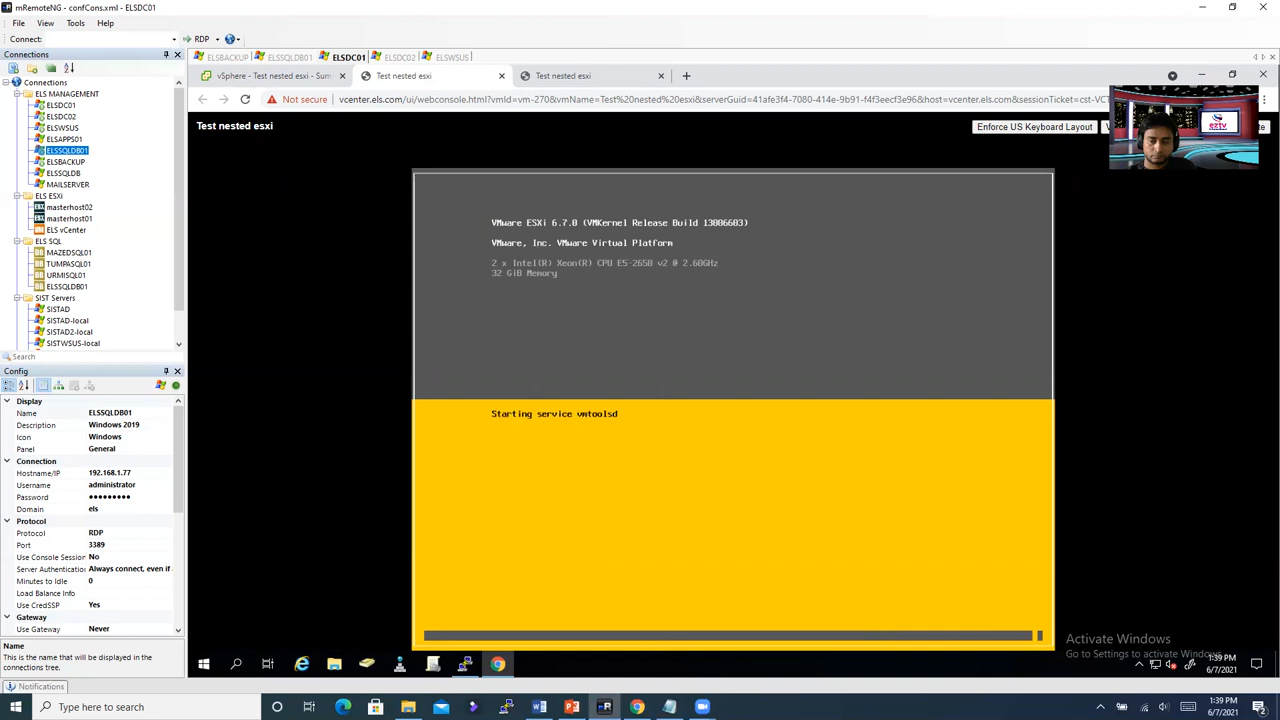 mRemoteNG - confCons.xml - ELSDC01
File View Tools Help
Connect: RDP
Connections
ELSBACKUP ELSSQLDB01 ELSDC01 ELSDC02 ELSWSUS
vSphere - Test nested esxi - Sum
Test nested esxi
Test nested esxi
Not secure vcenter.els.com/ui/webconsole.html?vmId=vm-270&vmName=Test%20nested%20esxi&serverGuid=41afe3f4-7080-414e-9b91-f4f3eecf3e96&host=vcenter.els.com&sessionTicket=cst-VCT
Test nested esxi
Enforce US Keyboard Layout
Connections
ELS MANAGEMENT
ELSDC01
ELSDC02
ELSWSUS
ELSAPPS01
ELSSQLDB01
ELSBACKUP
ELSSQLDB
MAILSERVER
ELS ESXi
masterhost02
masterhost01
ELS vCenter
ELS SQL
MAZEDSQL01
TUMPASQL01
URMISQL01
ELSSQLDB01
SIST Servers
SISTAD
SISTAD-local
SISTAD2-local
SISTWSUS-local
Search
Config
Display
Name ELSSQLDB01
Description Windows 2019
Icon Windows
Panel General
Connection
Hostname/IP 192.168.1.77
Username administrator
Password •••••••••
Domain els
Protocol
Protocol RDP
Port 3389
Use Console Session No
Server Authentication Always connect, even if
Minutes to Idle 0
Load Balance Info
Use CredSSP Yes
Gateway
Use Gateway Never
Name
This is the name that will be displayed in the
connections tree.
Notifications
VMware ESXi 6.7.0 (VMKernel Release Build 13006603)
VMware, Inc. VMware Virtual Platform
2 x Intel(R) Xeon(R) CPU E5-2650 v2 @ 2.60GHz
32 GiB Memory
Starting service vmtoolsd
eztv
Activate Windows
Go to Settings to activate Windows.
1:39 PM
6/7/2021
Type here to search
1:39 PM
6/7/2021
2